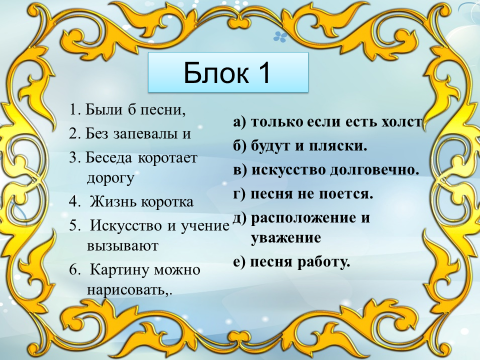 Блок 1
1. Были б песни,
2. Без запевалы и
3. Беседа коротает
дорогу
4. Жизнь коротка
5. Искусство и учение
вызывают
6. Картину можно
нарисовать,.
а) только если есть холст
б) будут и пляски.
в) искусство долговечно.
г) песня не поется.
д) расположение и
уважение
е) песня работу.